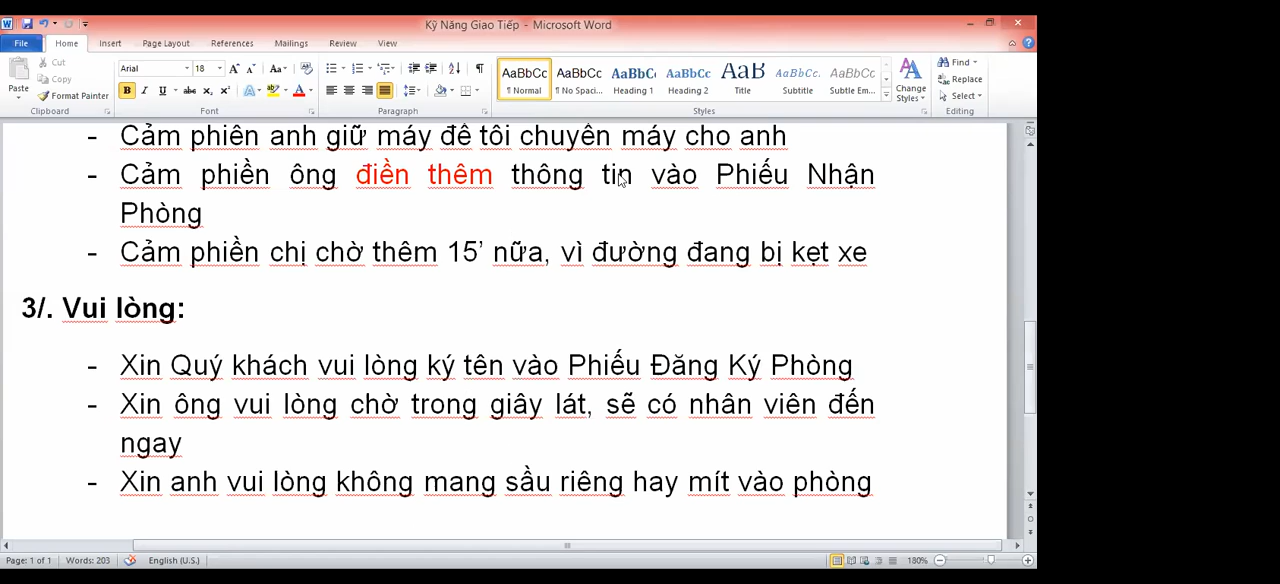 Kỹ Năng Giao Tiếp - Microsoft Word
File Home Insert Page Layout References Mailings Review View
Paste
Cut
Copy
Format Painter
Clipboard
Arial 18
Font
Paragraph
AaBbCc AaBbCc AaBbC AaBbCc AaB AaBbCc AaBbCc
¶ Normal ¶ No Spaci... Heading 1 Heading 2 Title Subtitle Subtle Em...
Change
Styles
Styles
Find
Replace
Select
Editing
- Cảm phiên anh giữ máy để tôi chuyển máy cho anh
- Cảm phiền ông điền thêm thông tin vào Phiếu Nhận
Phòng
- Cảm phiền chị chờ thêm 15’ nữa, vì đường đang bị kẹt xe
3/. Vui lòng:
- Xin Quý khách vui lòng ký tên vào Phiếu Đăng Ký Phòng
- Xin ông vui lòng chờ trong giây lát, sẽ có nhân viên đến
ngay
- Xin anh vui lòng không mang sầu riêng hay mít vào phòng
Page: 1 of 1 Words: 203 English (U.S.) 180%